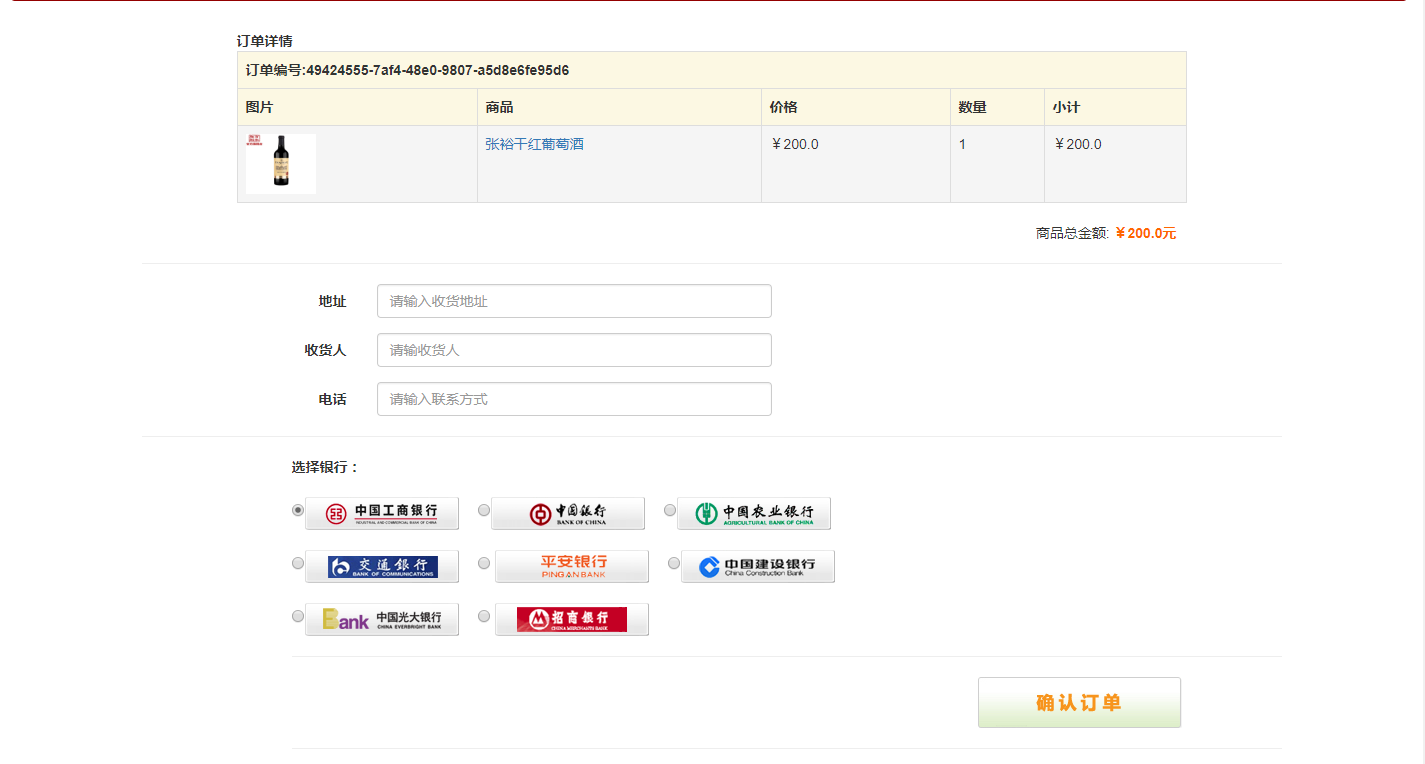 订单详情
订单编号:49424555-7af4-48e0-9807-a5d8e6fe95d6
图片 商品 价格 数量 小计
张裕干红葡萄酒 ￥200.0 1 ￥200.0
商品总金额: ￥200.0元
地址 请输入收货地址
收货人 请输收货人
电话 请输入联系方式
选择银行：
中国工商银行 中国银行 中国农业银行
INDUSTRIAL AND COMMERCIAL BANK OF CHINA BANK OF CHINA AGRICULTURAL BANK OF CHINA
交通银行 平安银行 中国建设银行
BANK OF COMMUNICATIONS PING AN BANK China Construction Bank
Bank 中国光大银行 招商银行
CHINA EVERBRIGHT BANK CHINA MERCHANTS BANK
确认订单